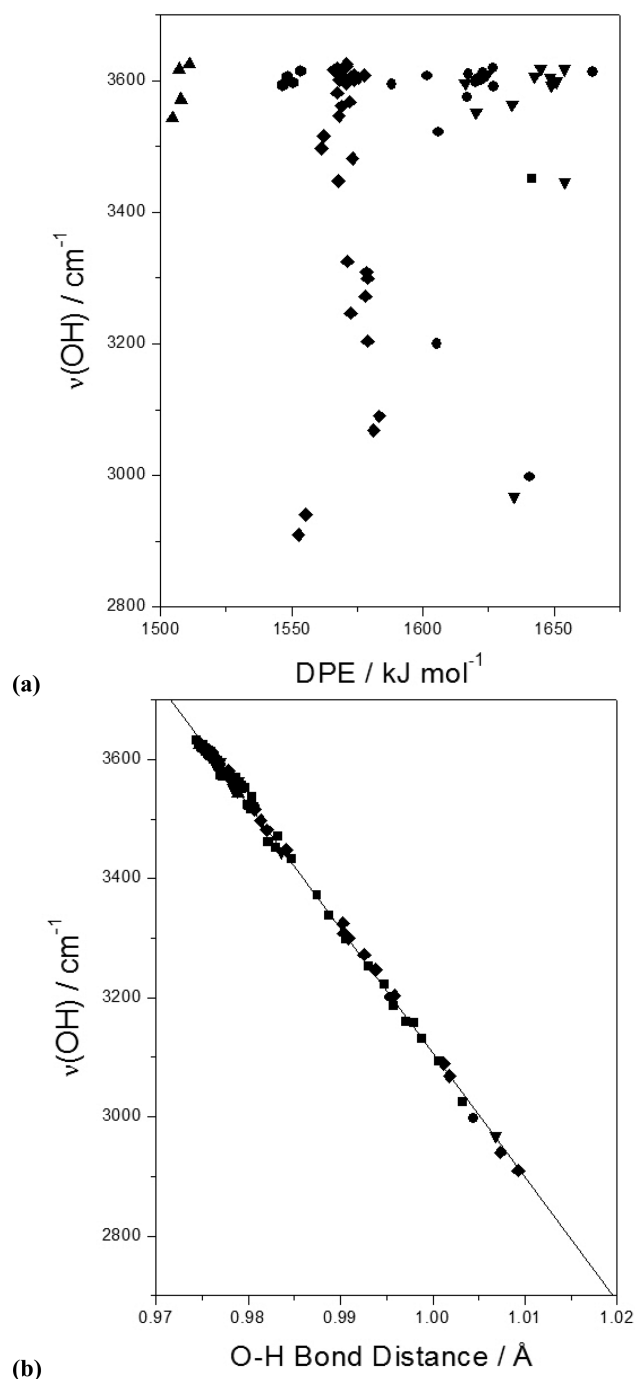 3600
3400
3200
3000
2800
ν(OH) / cm⁻¹
1500 1550 1600 1650
DPE / kJ mol⁻¹
(a)
3600
3400
3200
3000
2800
ν(OH) / cm⁻¹
0.97 0.98 0.99 1.00 1.01 1.02
O-H Bond Distance / Å
(b)